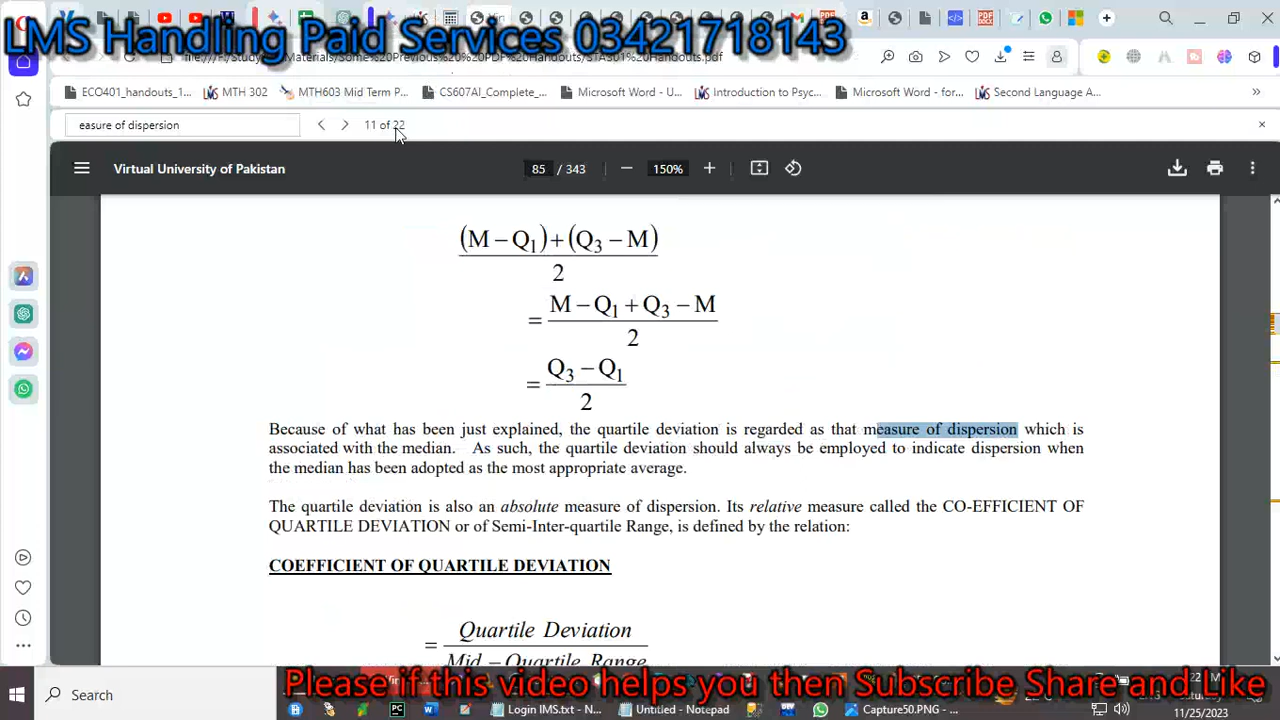 LMS Handling Paid Services 03421718143
ECO401_handouts_1...
MTH 302
MTH603 Mid Term P...
CS607AI_Complete_...
Microsoft Word - U...
Introduction to Psyc...
Microsoft Word - for...
Second Language A...
easure of dispersion
11 of 22
Virtual University of Pakistan
85 / 343
150%
(M − Q1) + (Q3 − M)
2
= M − Q1 + Q3 − M
2
= Q3 − Q1
2
Because of what has been just explained, the quartile deviation is regarded as that measure of dispersion which is
associated with the median. As such, the quartile deviation should always be employed to indicate dispersion when
the median has been adopted as the most appropriate average.
The quartile deviation is also an absolute measure of dispersion. Its relative measure called the CO-EFFICIENT OF
QUARTILE DEVIATION or of Semi-Inter-quartile Range, is defined by the relation:
COEFFICIENT OF QUARTILE DEVIATION
= Quartile Deviation
Mid − Quartile Range
Please if this video helps you then Subscribe Share and Like
Search
Login IMS.txt - N...
Untitled - Notepad
Capture50.PNG - ...
11/25/2023